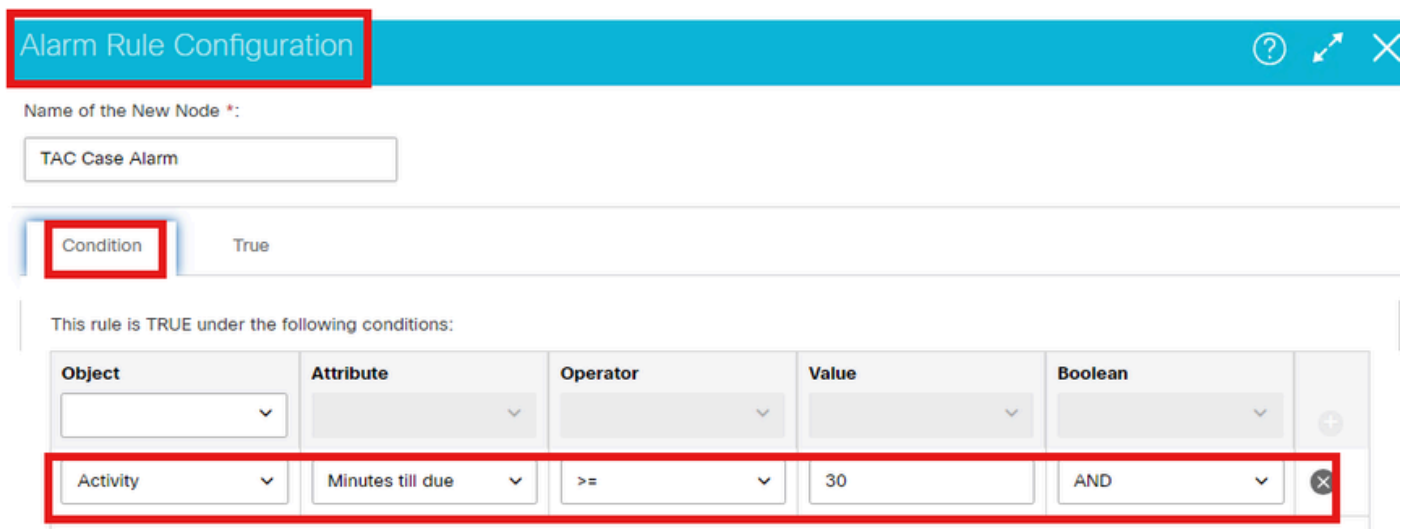 Alarm Rule Configuration
Name of the New Node *:
TAC Case Alarm
Condition True
This rule is TRUE under the following conditions:
Object Attribute Operator Value Boolean
Activity Minutes till due >= 30 AND